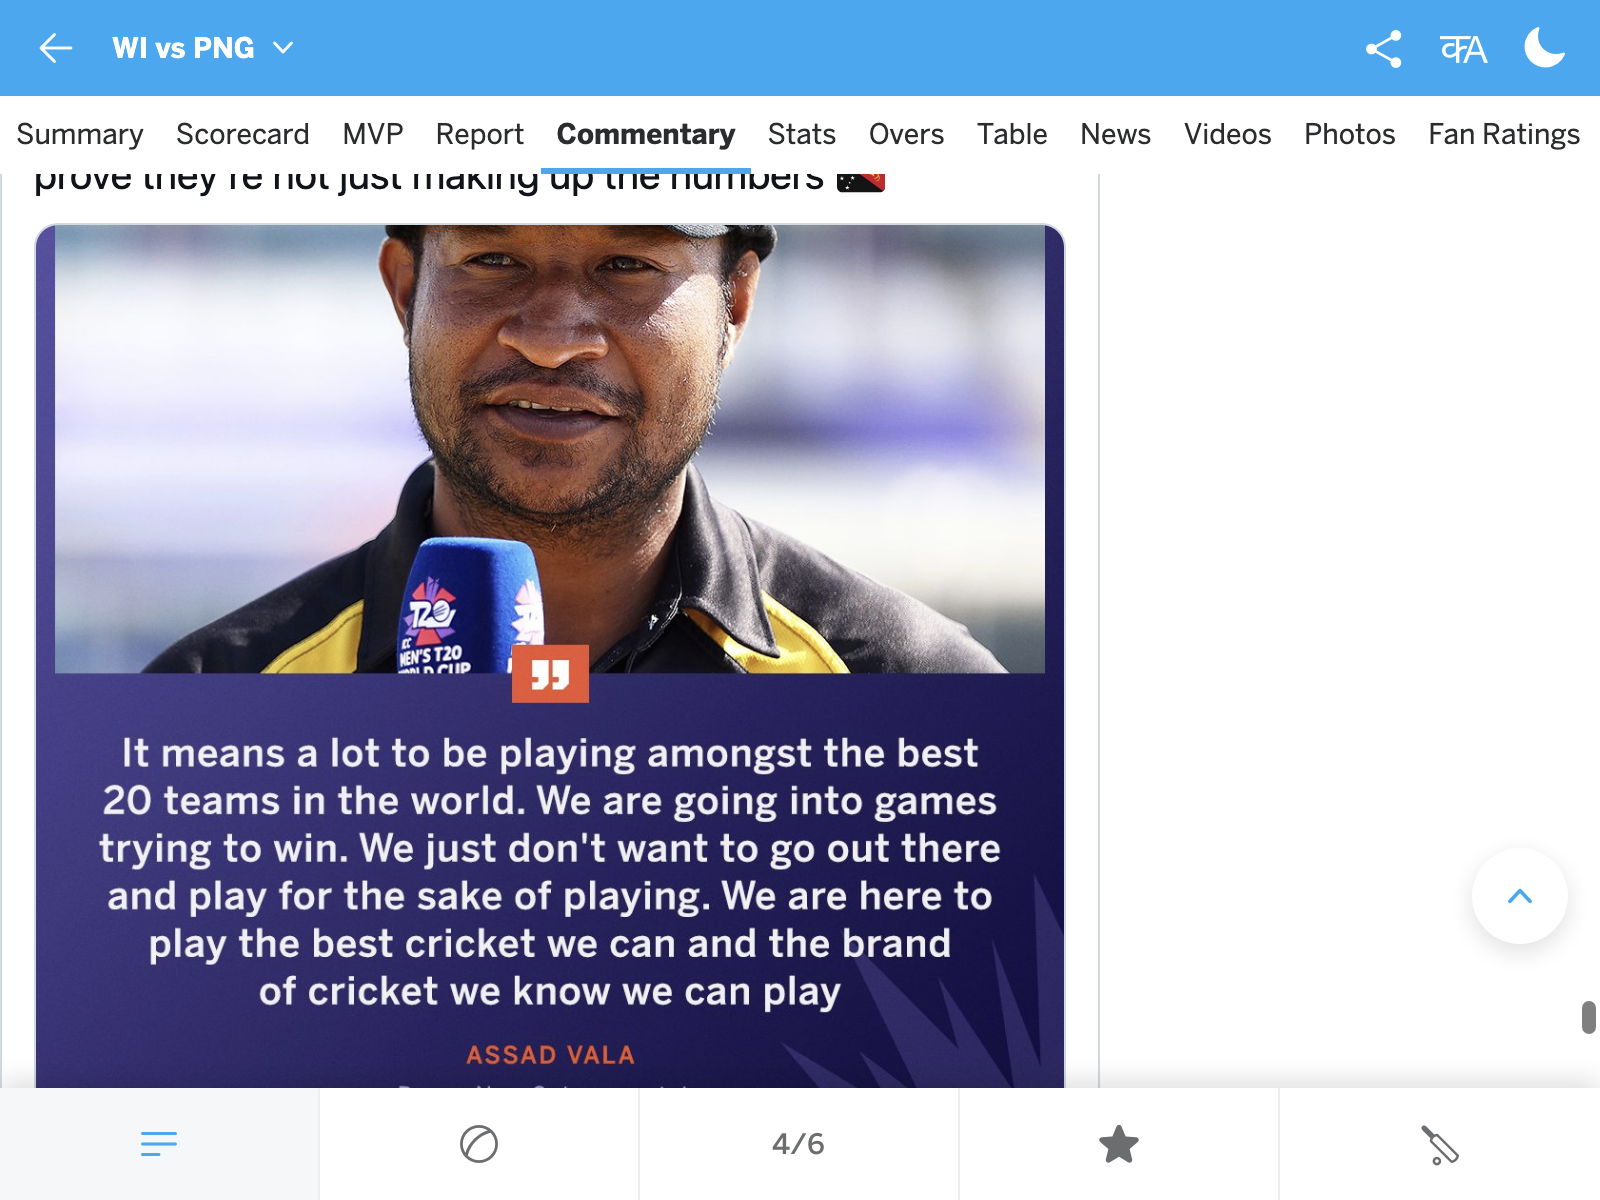 WI vs PNG
Summary Scorecard MVP Report Commentary Stats Overs Table News Videos Photos Fan Ratings
prove they're not just making up the numbers
T20
ICC
MEN'S T20
WORLD CUP
It means a lot to be playing amongst the best
20 teams in the world. We are going into games
trying to win. We just don't want to go out there
and play for the sake of playing. We are here to
play the best cricket we can and the brand
of cricket we know we can play
ASSAD VALA
4/6